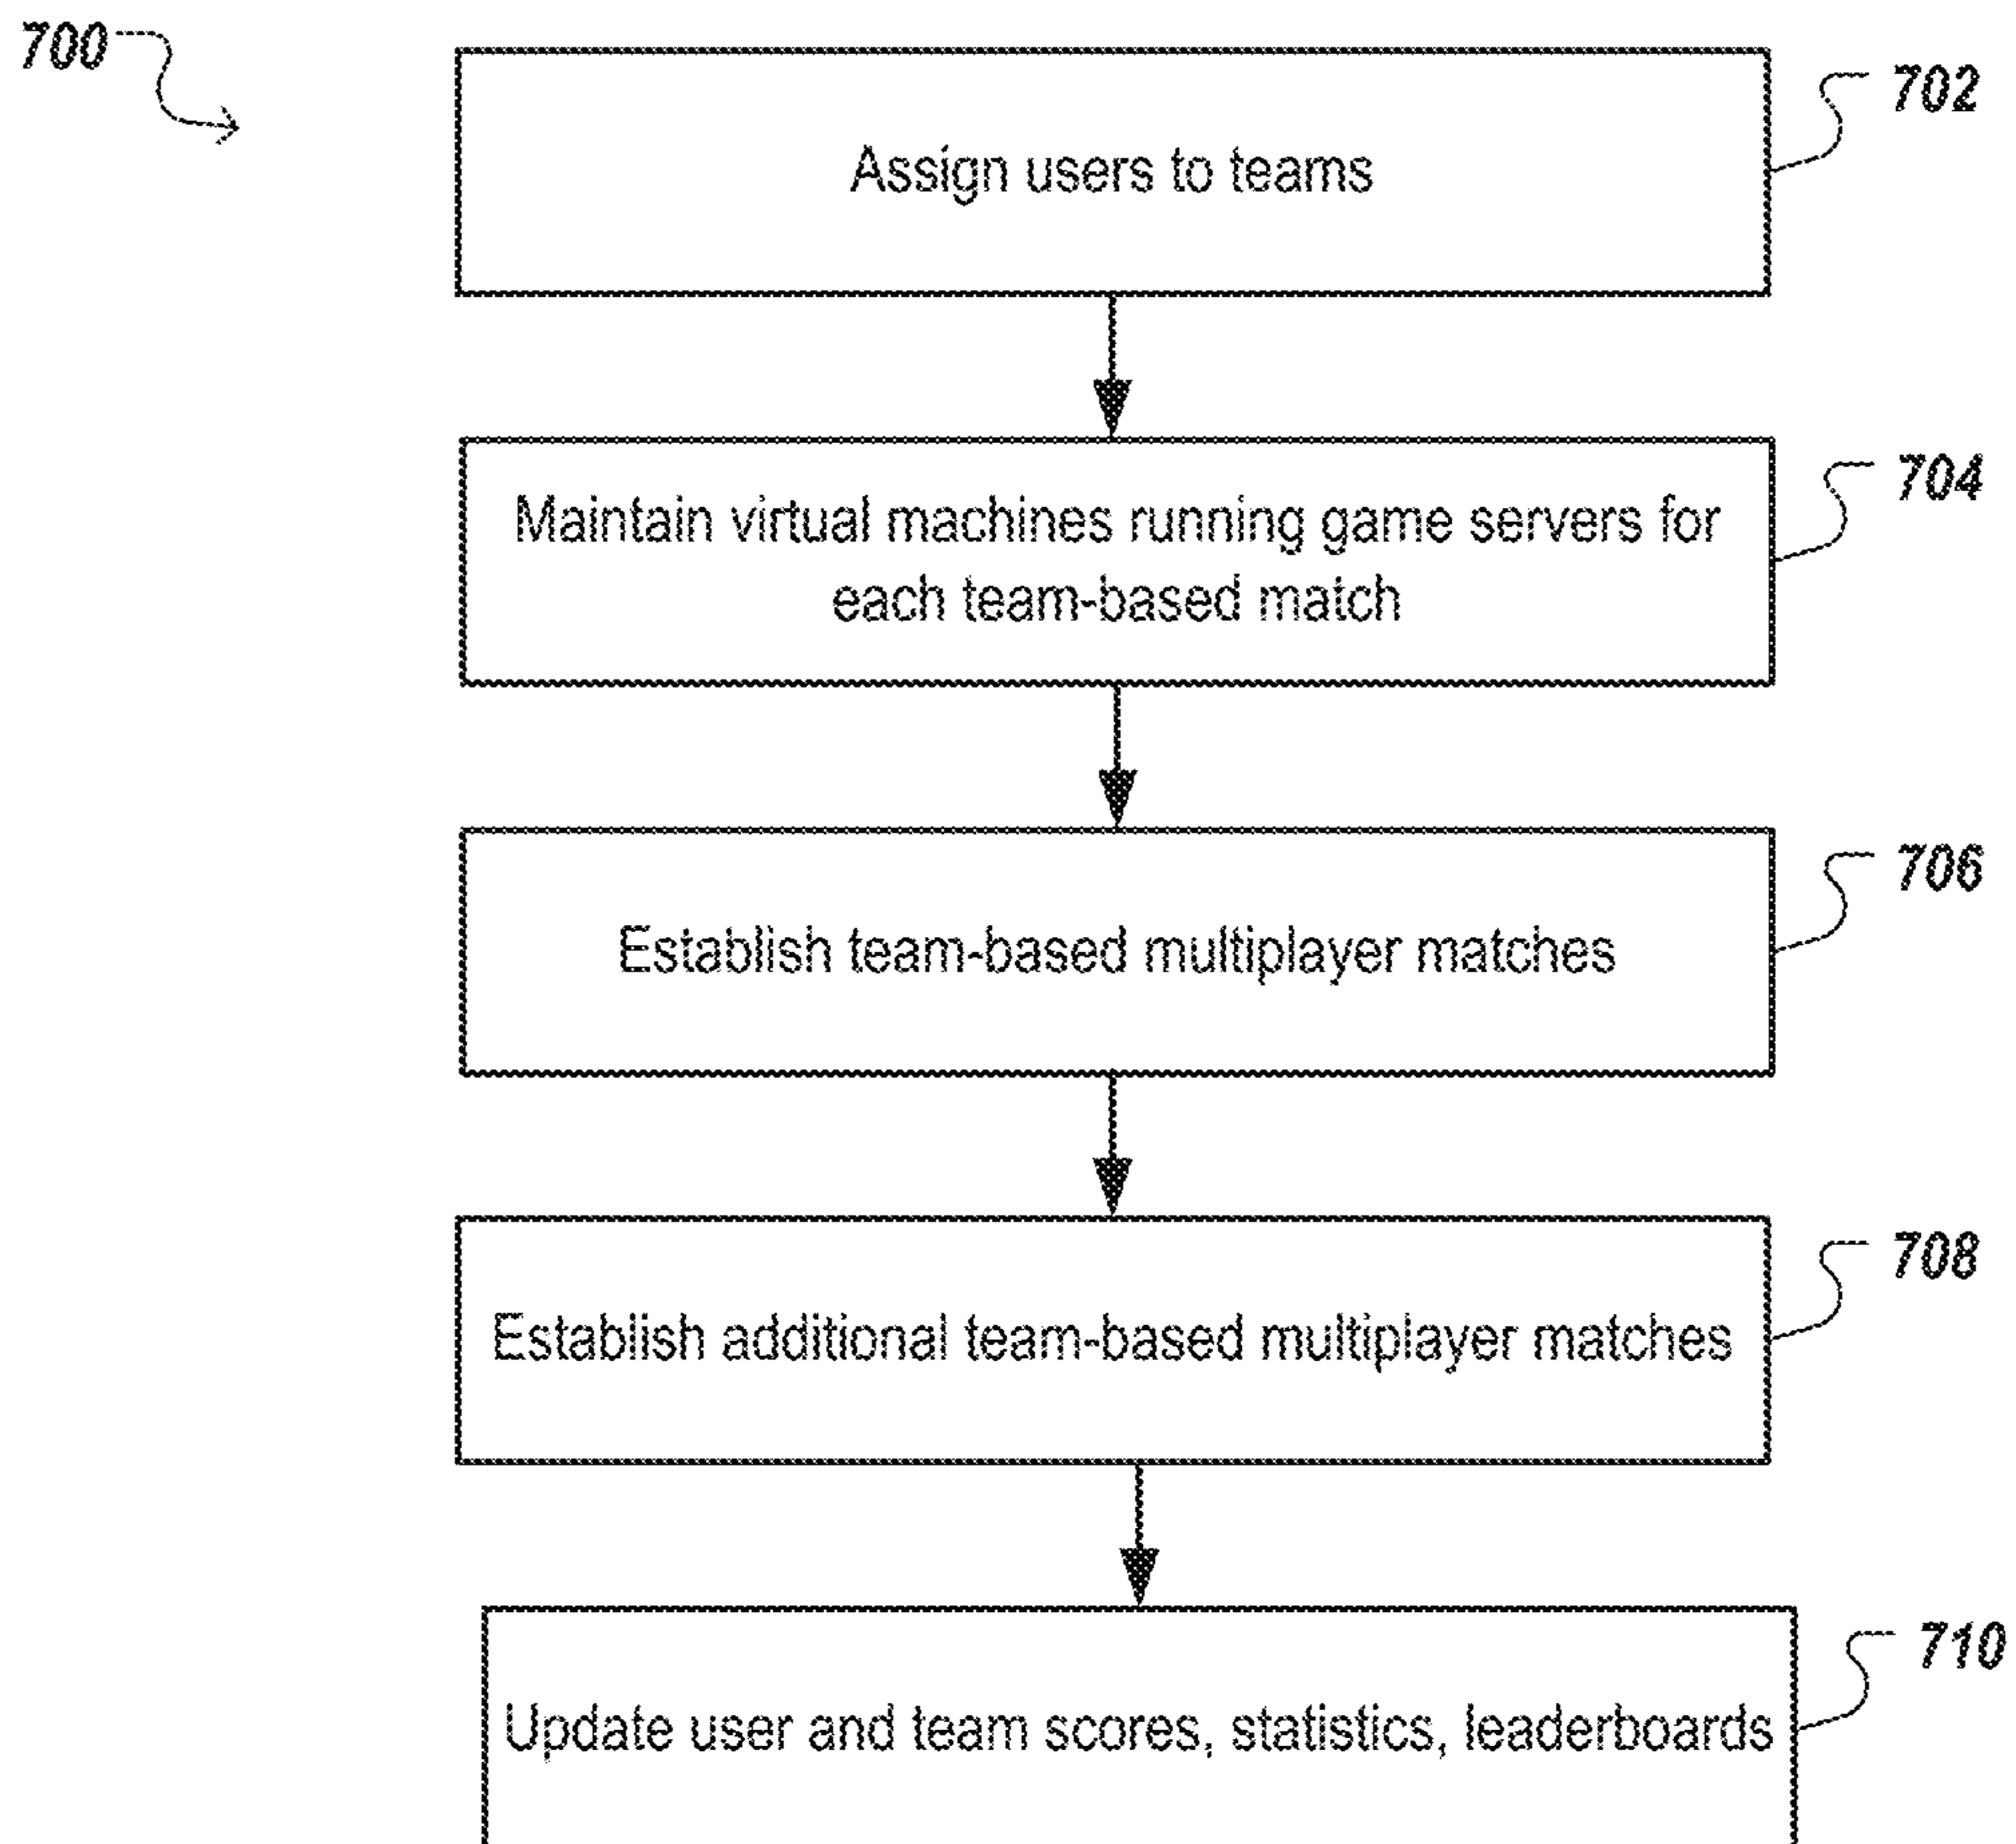 700
702
Assign users to teams
704
Maintain virtual machines running game servers for
each team-based match
706
Establish team-based multiplayer matches
708
Establish additional team-based multiplayer matches
710
Update user and team scores, statistics, leaderboards